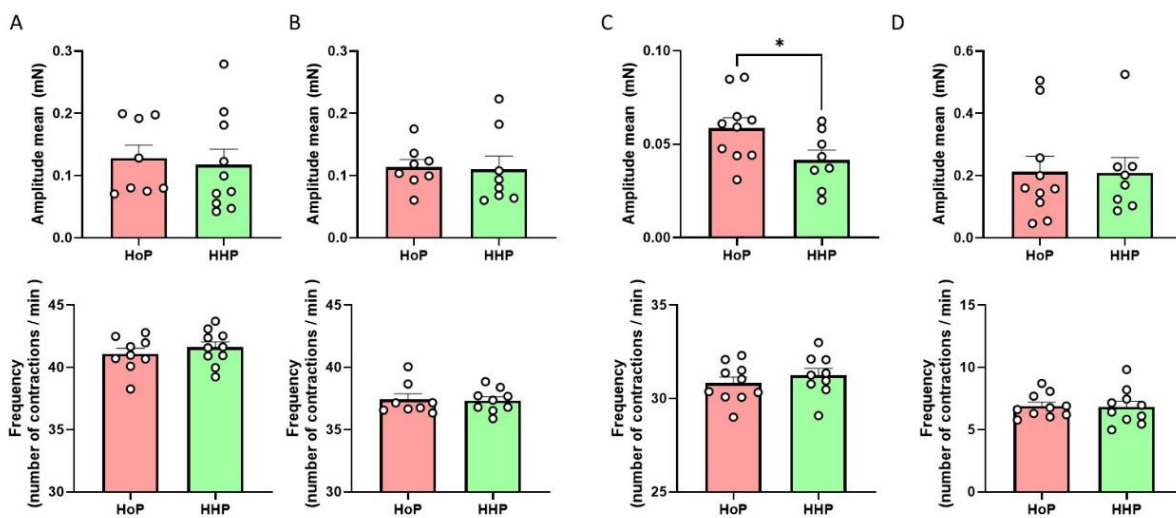 A
B
C
D
Amplitude mean (mN)
0.3
0.2
0.1
0.0
HoP
HHP
Amplitude mean (mN)
0.3
0.2
0.1
0.0
HoP
HHP
Amplitude mean (mN)
0.10
0.05
0.00
*
HoP
HHP
Amplitude mean (mN)
0.6
0.4
0.2
0.0
HoP
HHP
Frequency
(number of contractions / min )
45
40
35
30
HoP
HHP
Frequency
(number of contractions / min )
45
40
35
30
HoP
HHP
Frequency
(number of contractions / min )
35
30
25
HoP
HHP
Frequency
(number of contractions / min )
15
10
5
0
HoP
HHP